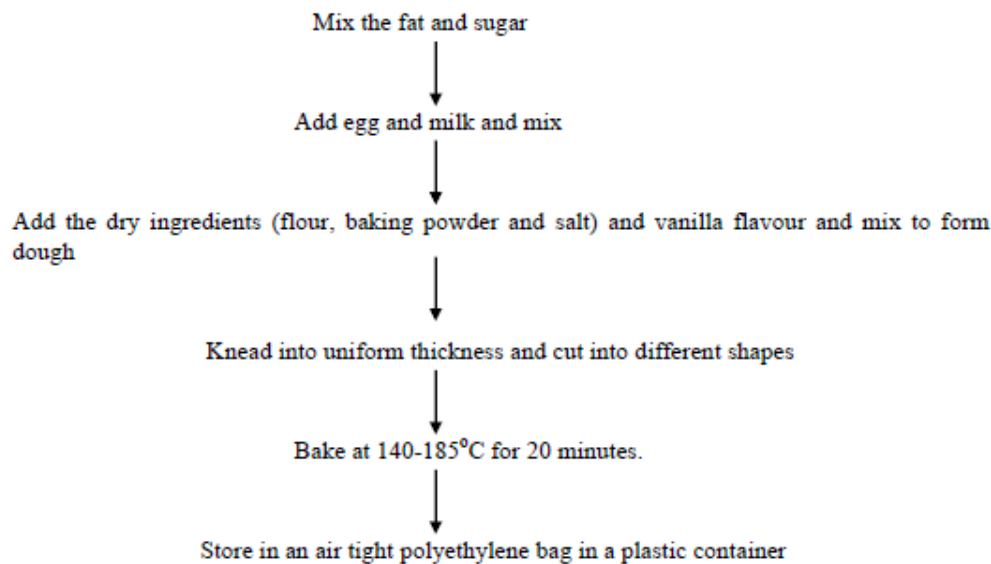 Mix the fat and sugar
Add egg and milk and mix
Add the dry ingredients (flour, baking powder and salt) and vanilla flavour and mix to form
dough
Knead into uniform thickness and cut into different shapes
Bake at 140-185⁰C for 20 minutes.
Store in an air tight polyethylene bag in a plastic container